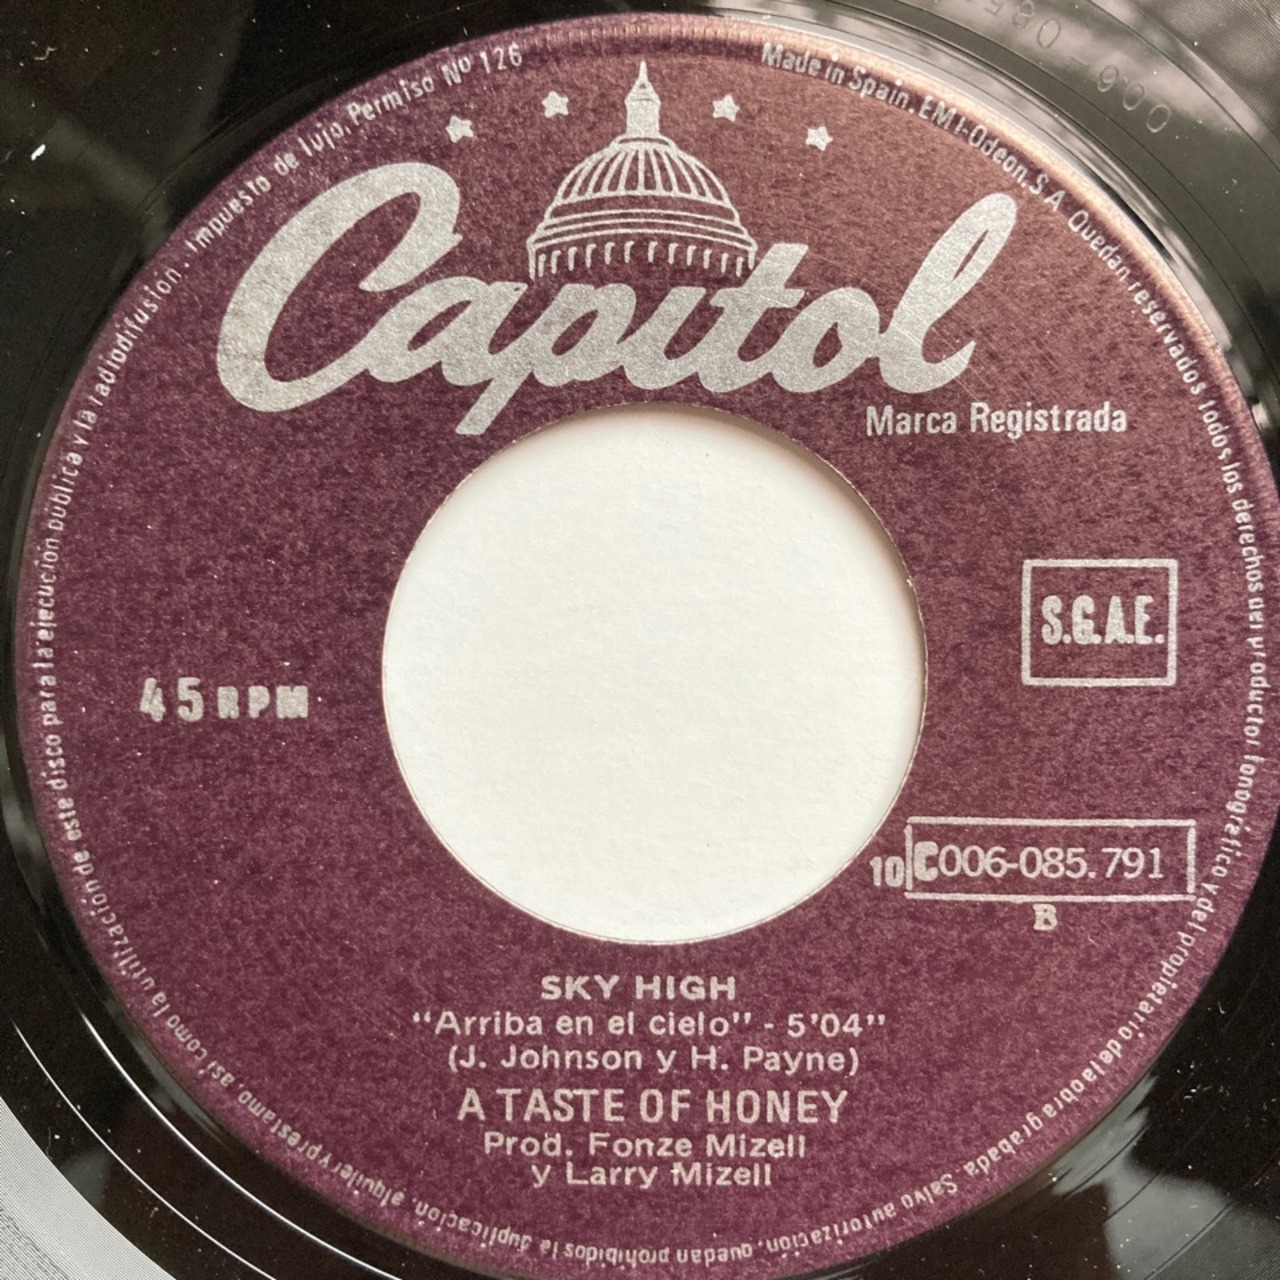 Impuesto de lujo. Permiso Nº 126
Made in Spain. EMI-Odeon, S.A. Quedan reservados todos los derechos del productor fonográfico y del propietario de la obra grabada. Salvo autorización, quedan prohibidos la duplicación, alquiler y prestamo, así como la utilización de este disco para la ejecución pública y la radiodifusión.
Capitol
Marca Registrada
S.G.A.E.
45 RPM
10 C006-085.791
B
SKY HIGH
"Arriba en el cielo" - 5'04"
(J. Johnson y H. Payne)
A TASTE OF HONEY
Prod. Fonze Mizell
y Larry Mizell